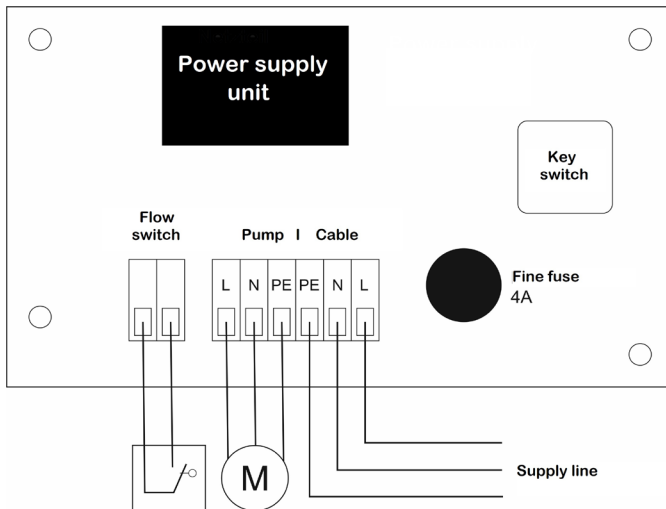 Power supply
unit
Key
switch
Flow
switch
Pump I Cable
L N PE PE N L
Fine fuse
4A
M
Supply line